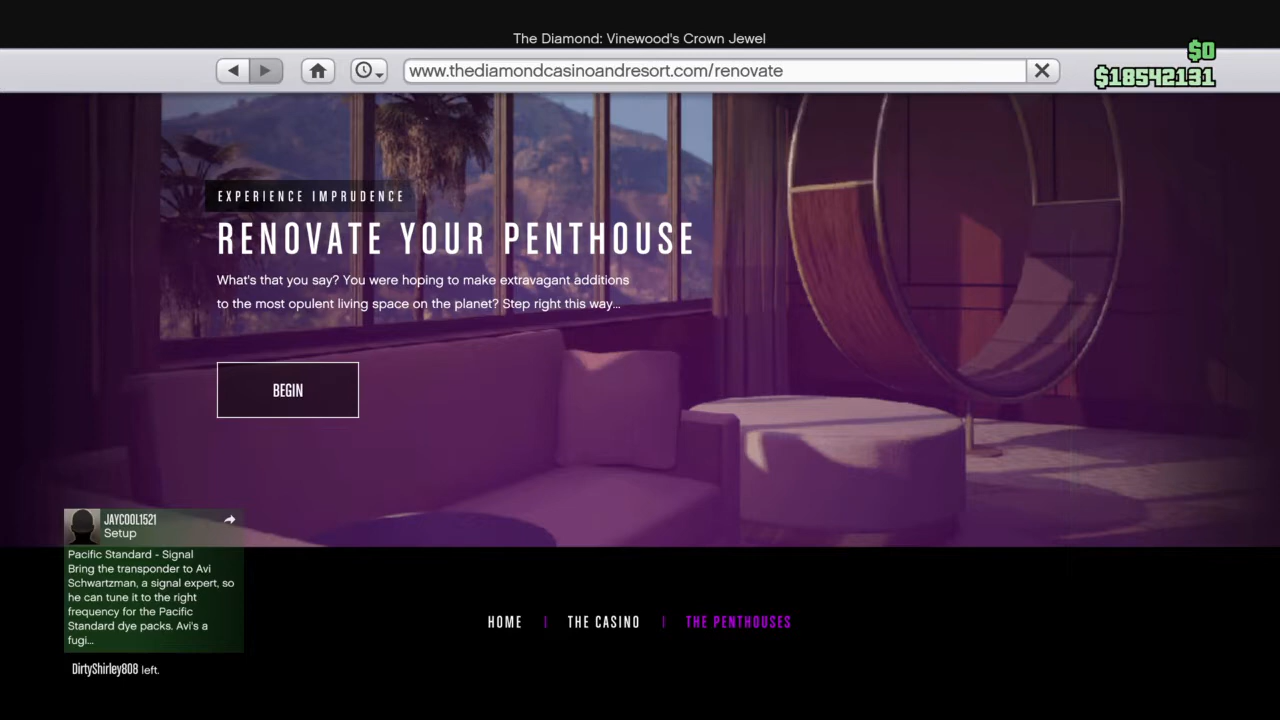 The Diamond: Vinewood's Crown Jewel
www.thediamondcasinoandresort.com/renovate
$0
$18542131
EXPERIENCE IMPRUDENCE
RENOVATE YOUR PENTHOUSE
What's that you say? You were hoping to make extravagant additions
to the most opulent living space on the planet? Step right this way...
BEGIN
JAYCOOL1521
Setup
Pacific Standard - Signal
Bring the transponder to Avi
Schwartzman, a signal expert, so
he can tune it to the right
frequency for the Pacific
Standard dye packs. Avi's a
fugi...
DirtyShirley808 left.
HOME | THE CASINO | THE PENTHOUSES